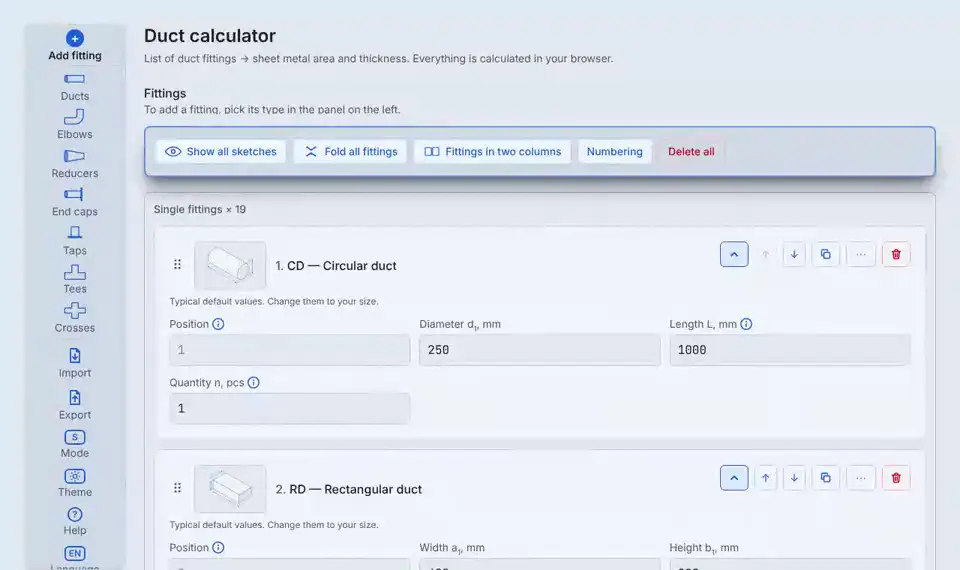 Add fitting
Ducts
Elbows
Reducers
End caps
Taps
Tees
Crosses
Import
Export
S
Mode
Theme
Help
EN
Language
Duct calculator
List of duct fittings → sheet metal area and thickness. Everything is calculated in your browser.
Fittings
To add a fitting, pick its type in the panel on the left.
Show all sketches Fold all fittings Fittings in two columns Numbering Delete all
Single fittings × 19
1. CD — Circular duct
Typical default values. Change them to your size.
Position Diameter d₁, mm Length L, mm
1 250 1000
Quantity n, pcs
1
2. RD — Rectangular duct
Typical default values. Change them to your size.
Position Width a₁, mm Height b₁, mm